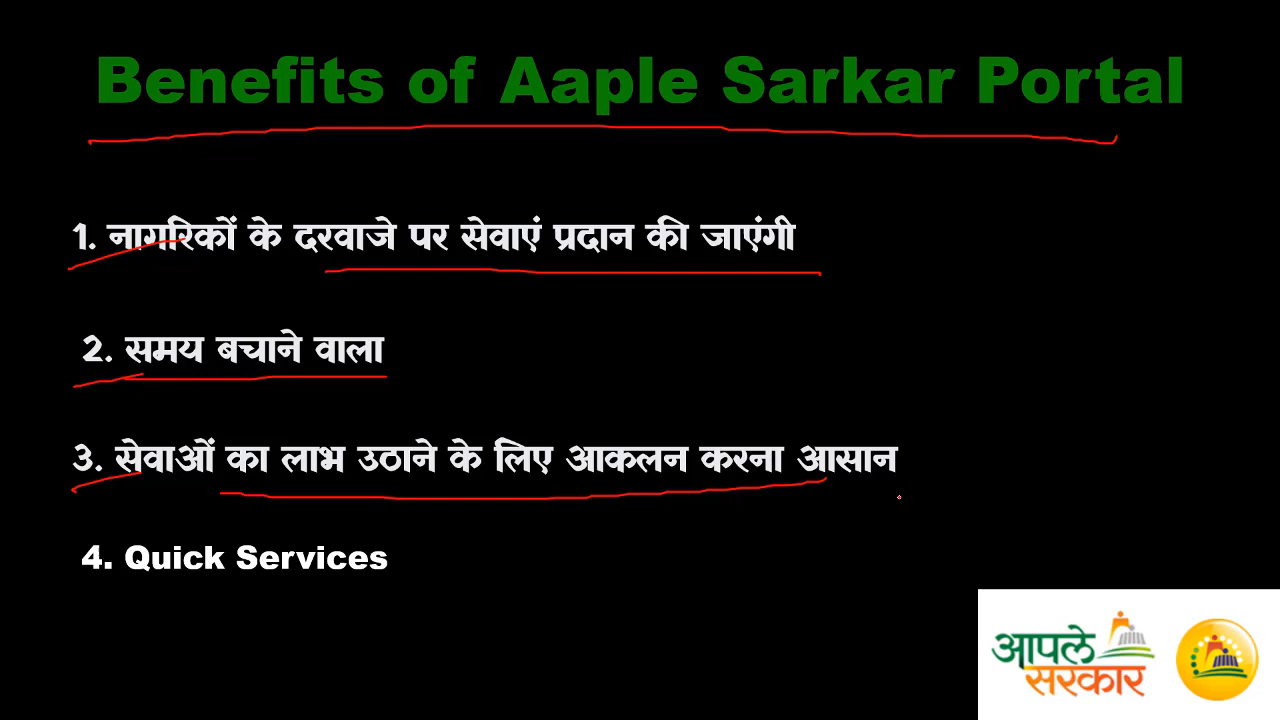 Benefits of Aaple Sarkar Portal
1. नागरिकों के दरवाजे पर सेवाएं प्रदान की जाएंगी
2. समय बचाने वाला
3. सेवाओं का लाभ उठाने के लिए आकलन करना आसान
4. Quick Services
आपले
सरकार